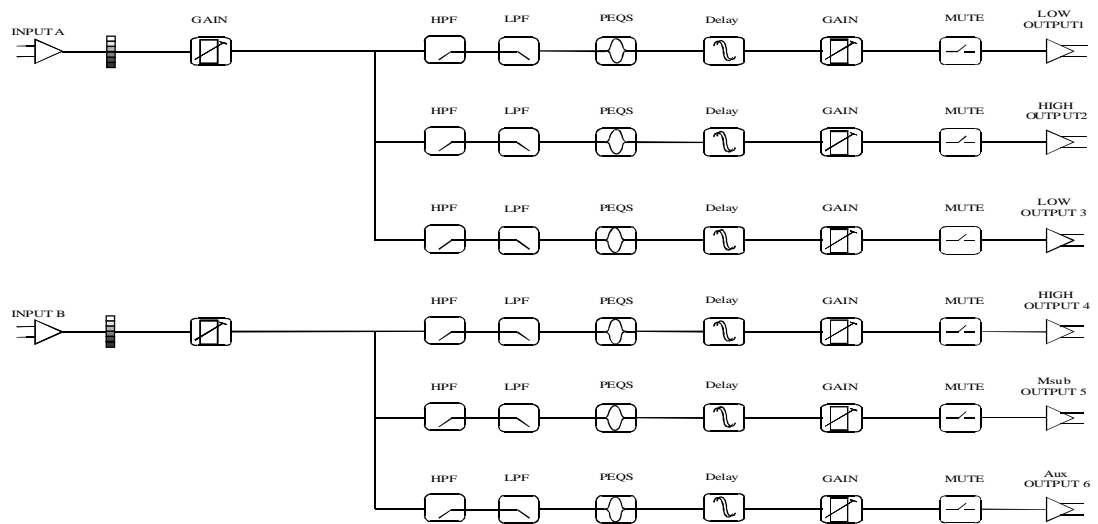 GAIN
HPF LPF PEQS Delay GAIN MUTE
LOW
OUTPUT1
INPUT A
HPF LPF PEQS Delay GAIN MUTE
HIGH
OUTPUT2
HPF LPF PEQS Delay GAIN MUTE
LOW
OUTPUT 3
INPUT B
HPF LPF PEQS Delay GAIN MUTE
HIGH
OUTPUT 4
HPF LPF PEQS Delay GAIN MUTE
Msub
OUTPUT 5
HPF LPF PEQS Delay GAIN MUTE
Aux
OUTPUT 6